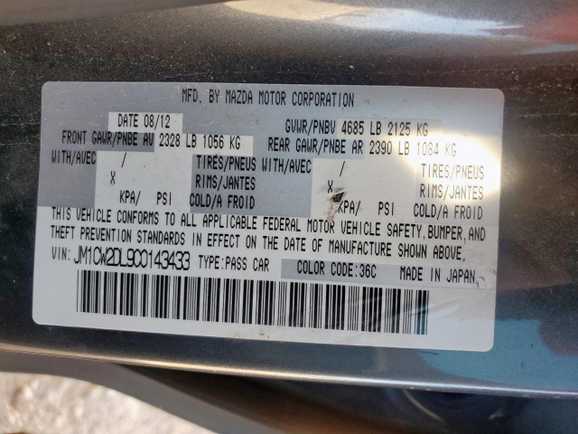 MFD. BY MAZDA MOTOR CORPORATION
DATE 08/12 GVWR/PNBV 4685 LB 2125 KG
FRONT GAWR/PNBE AV 2328 LB 1056 KG REAR GAWR/PNBE AR 2390 LB 1084 KG
WITH/AVEC / TIRES/PNEUS WITH/AVEC / TIRES/PNEUS
X RIMS/JANTES X RIMS/JANTES
KPA/ PSI COLD/A FROID KPA/ PSI COLD/A FROID
THIS VEHICLE CONFORMS TO ALL APPLICABLE FEDERAL MOTOR VEHICLE SAFETY, BUMPER, AND
THEFT PREVENTION STANDARDS IN EFFECT ON THE DATE OF MANUFACTURE SHOWN ABOVE.
VIN: JM1CW2DL9C0143433 TYPE:PASS CAR COLOR CODE:36C MADE IN JAPAN